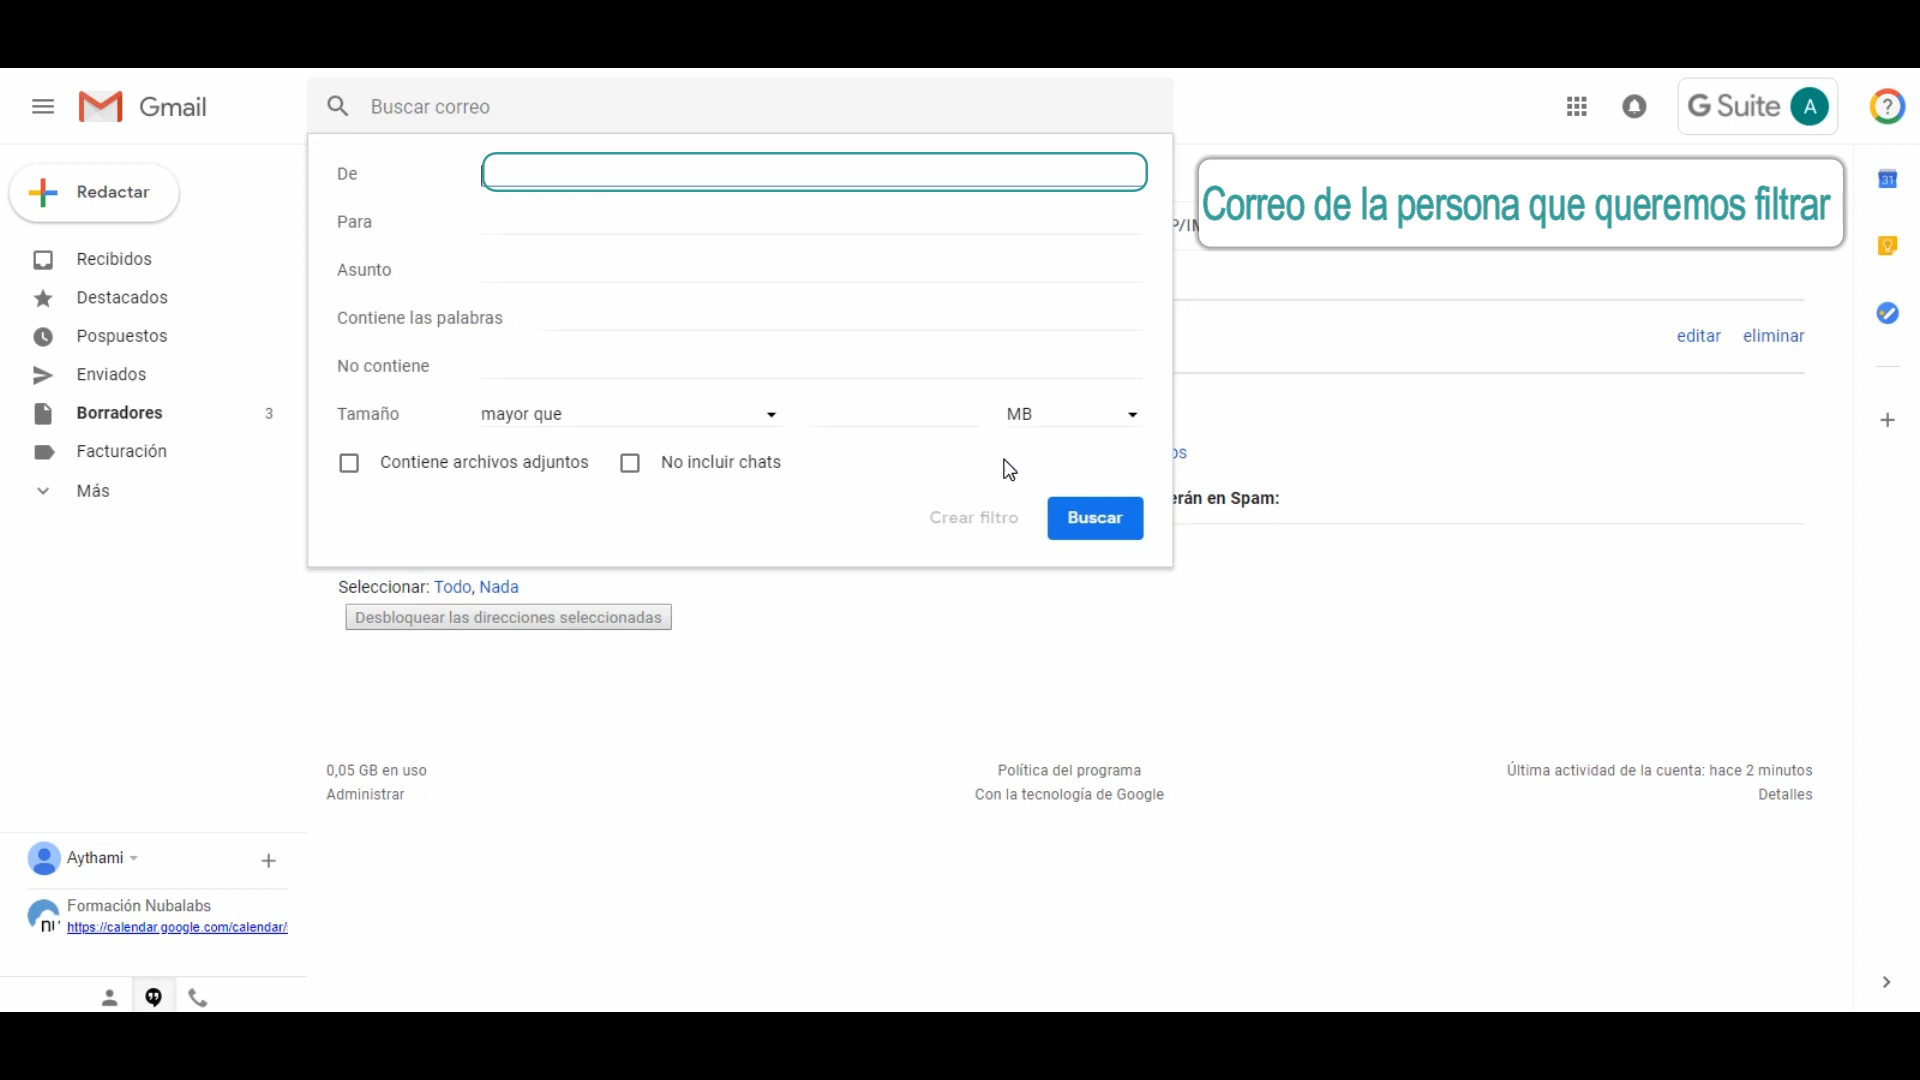 Gmail
Buscar correo
G Suite A
?
Redactar
De
Correo de la persona que queremos filtrar
31
Para
P/IM
Recibidos
Asunto
Destacados
Contiene las palabras
Pospuestos
editar eliminar
No contiene
Enviados
Borradores 3
Tamaño mayor que MB
Facturación
os
Contiene archivos adjuntos No incluir chats
Más
erán en Spam:
Crear filtro Buscar
Seleccionar: Todo, Nada
Desbloquear las direcciones seleccionadas
0,05 GB en uso
Administrar
Política del programa
Con la tecnología de Google
Última actividad de la cuenta: hace 2 minutos
Detalles
Aythami
Formación Nubalabs
https://calendar.google.com/calendar/